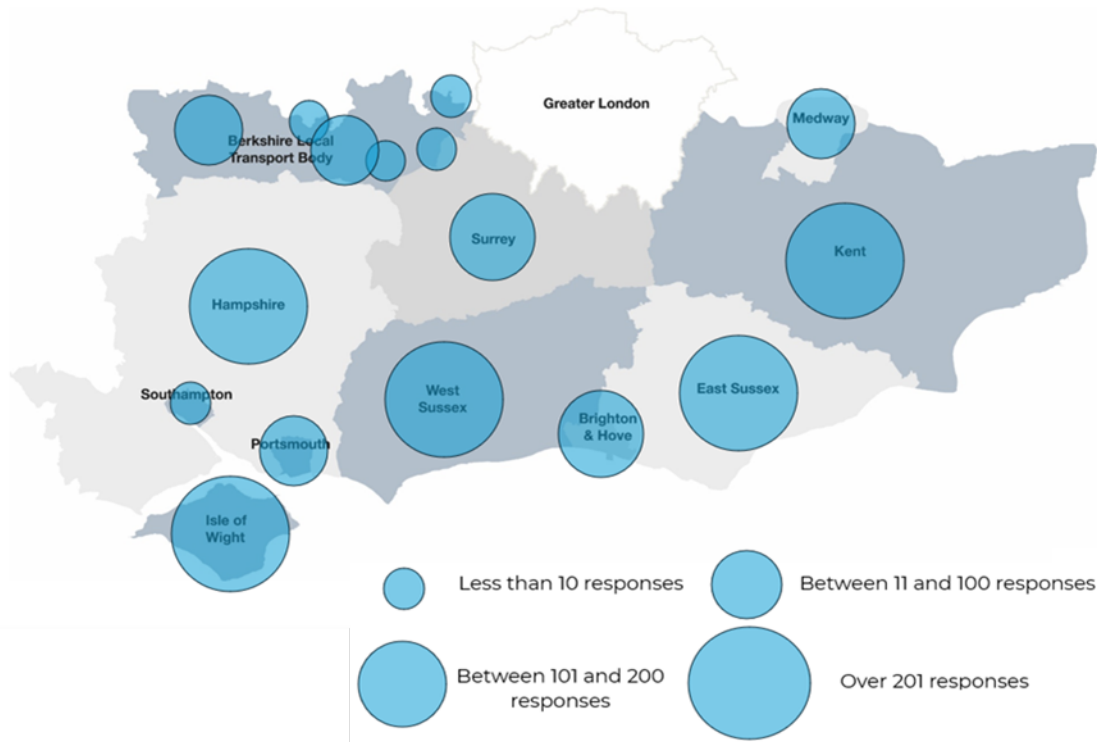 Greater London
Medway
Berkshire Local
Transport Body
Surrey
Kent
Hampshire
Southampton
West
Sussex
East Sussex
Brighton
& Hove
Portsmouth
Isle of
Wight
Less than 10 responses
Between 11 and 100 responses
Between 101 and 200
responses
Over 201 responses